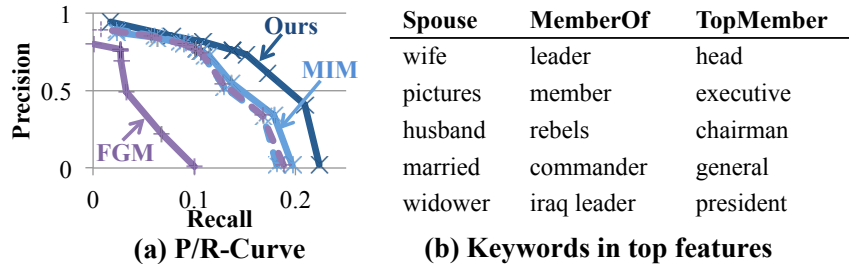 1
Ours
MIM
Precision
0.5
FGM
0
0
0.1
0.2
Recall
(a) P/R-Curve
Spouse MemberOf TopMember
wife leader head
pictures member executive
husband rebels chairman
married commander general
widower iraq leader president
(b) Keywords in top features